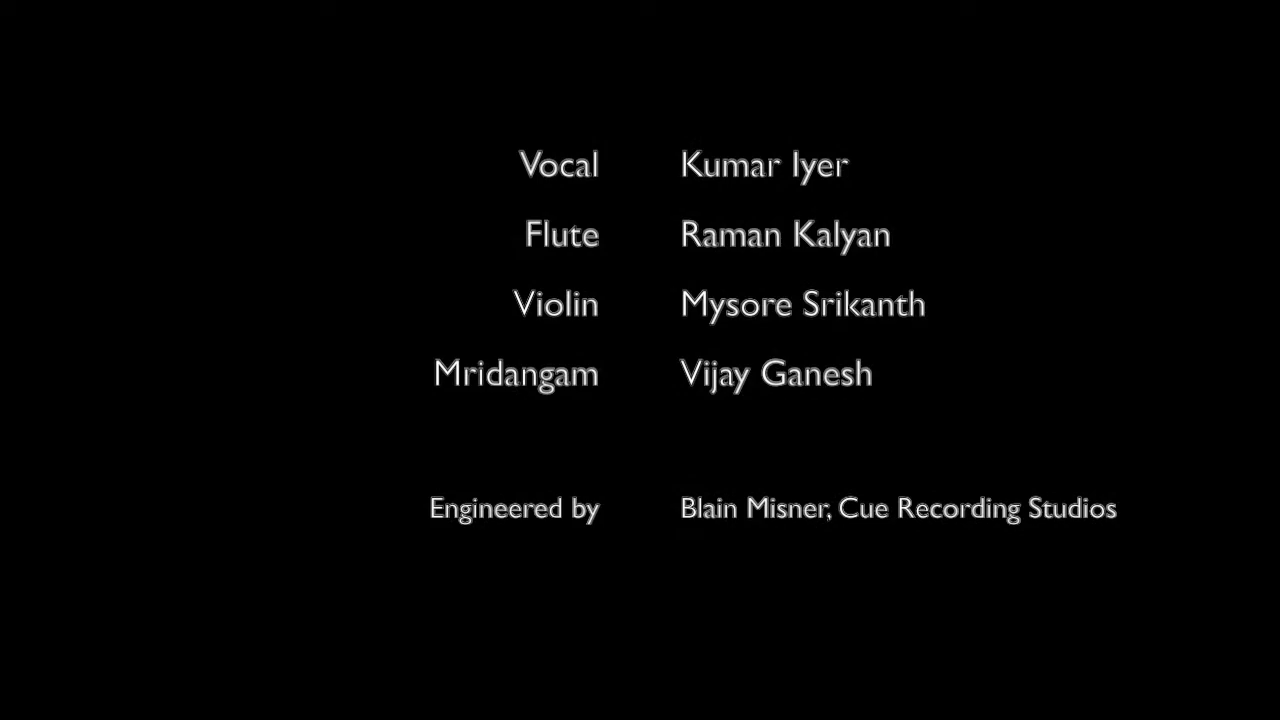 Vocal Kumar Iyer
Flute Raman Kalyan
Violin Mysore Srikanth
Mridangam Vijay Ganesh
Engineered by Blain Misner, Cue Recording Studios